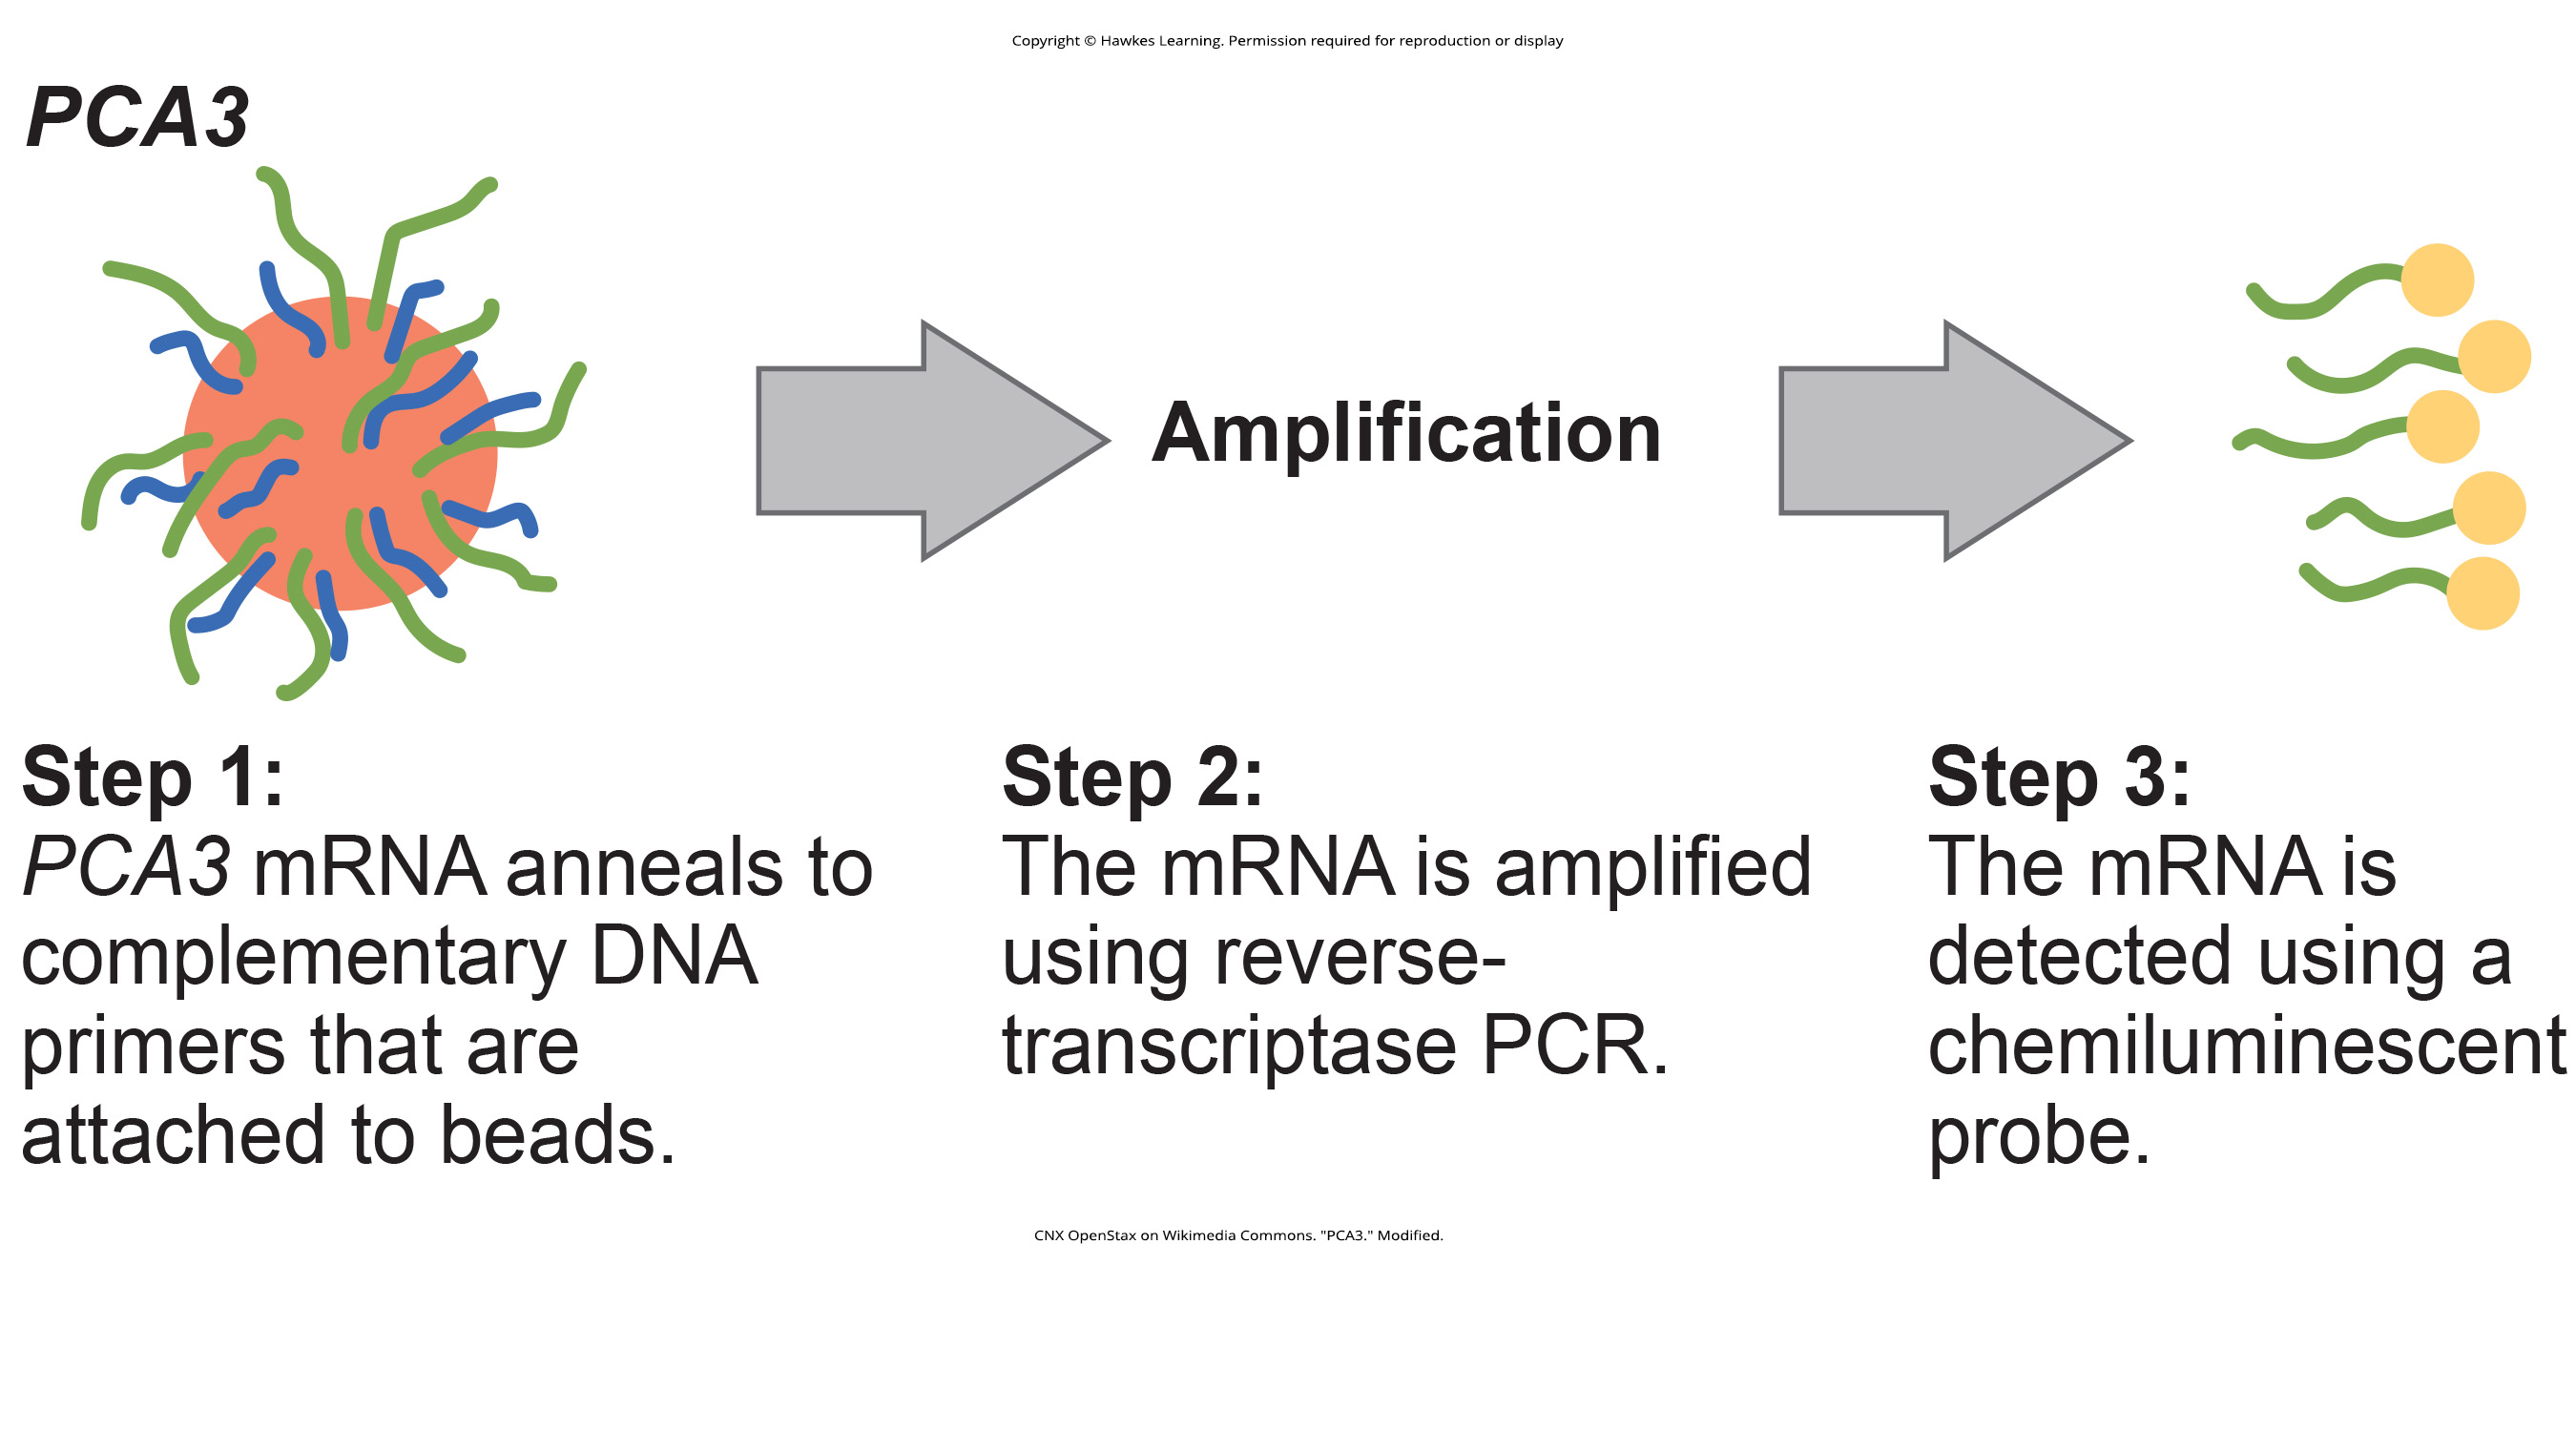 Copyright © Hawkes Learning. Permission required for reproduction or display
PCA3
Amplification
Step 1:
PCA3 mRNA anneals to
complementary DNA
primers that are
attached to beads.
Step 2:
The mRNA is amplified
using reverse-
transcriptase PCR.
Step 3:
The mRNA is
detected using a
chemiluminescent
probe.
CNX OpenStax on Wikimedia Commons. "PCA3." Modified.